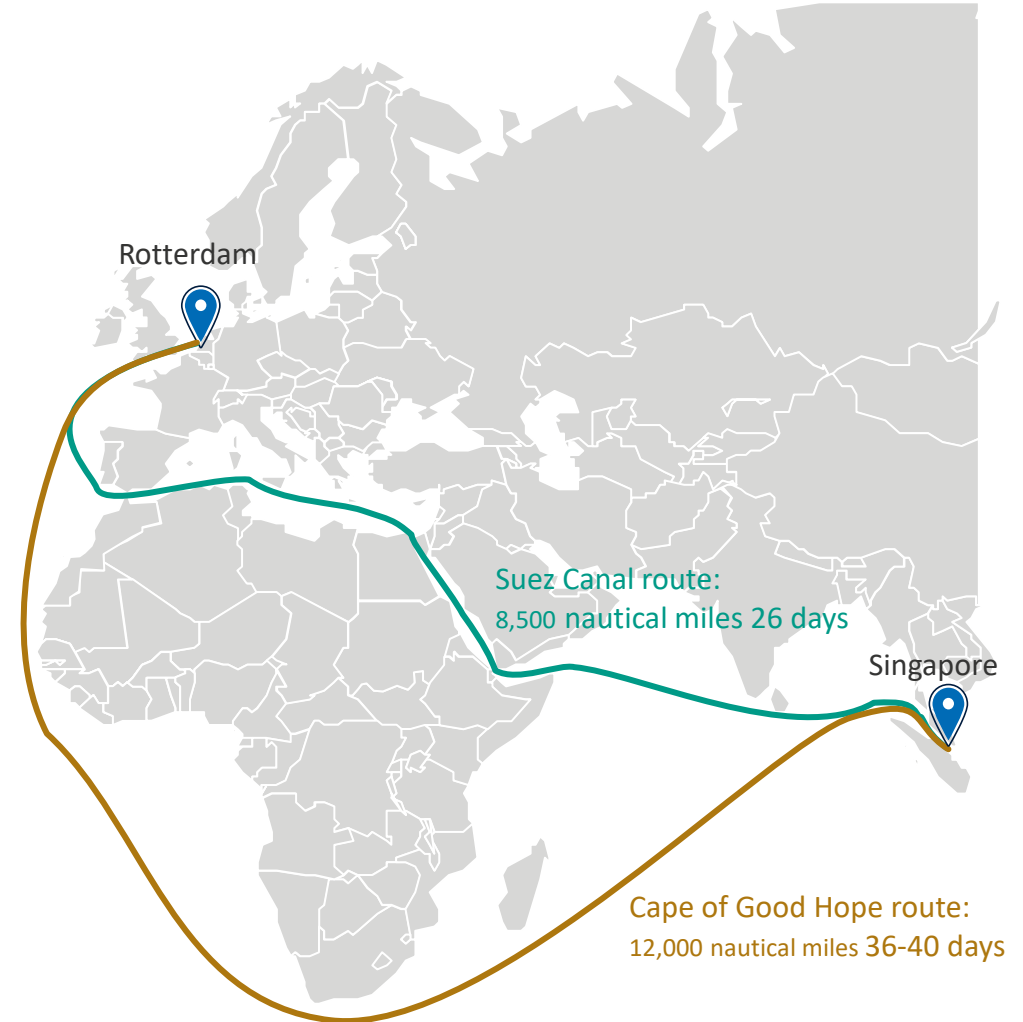 Rotterdam
Suez Canal route:
8,500 nautical miles 26 days
Singapore
Cape of Good Hope route:
12,000 nautical miles 36-40 days